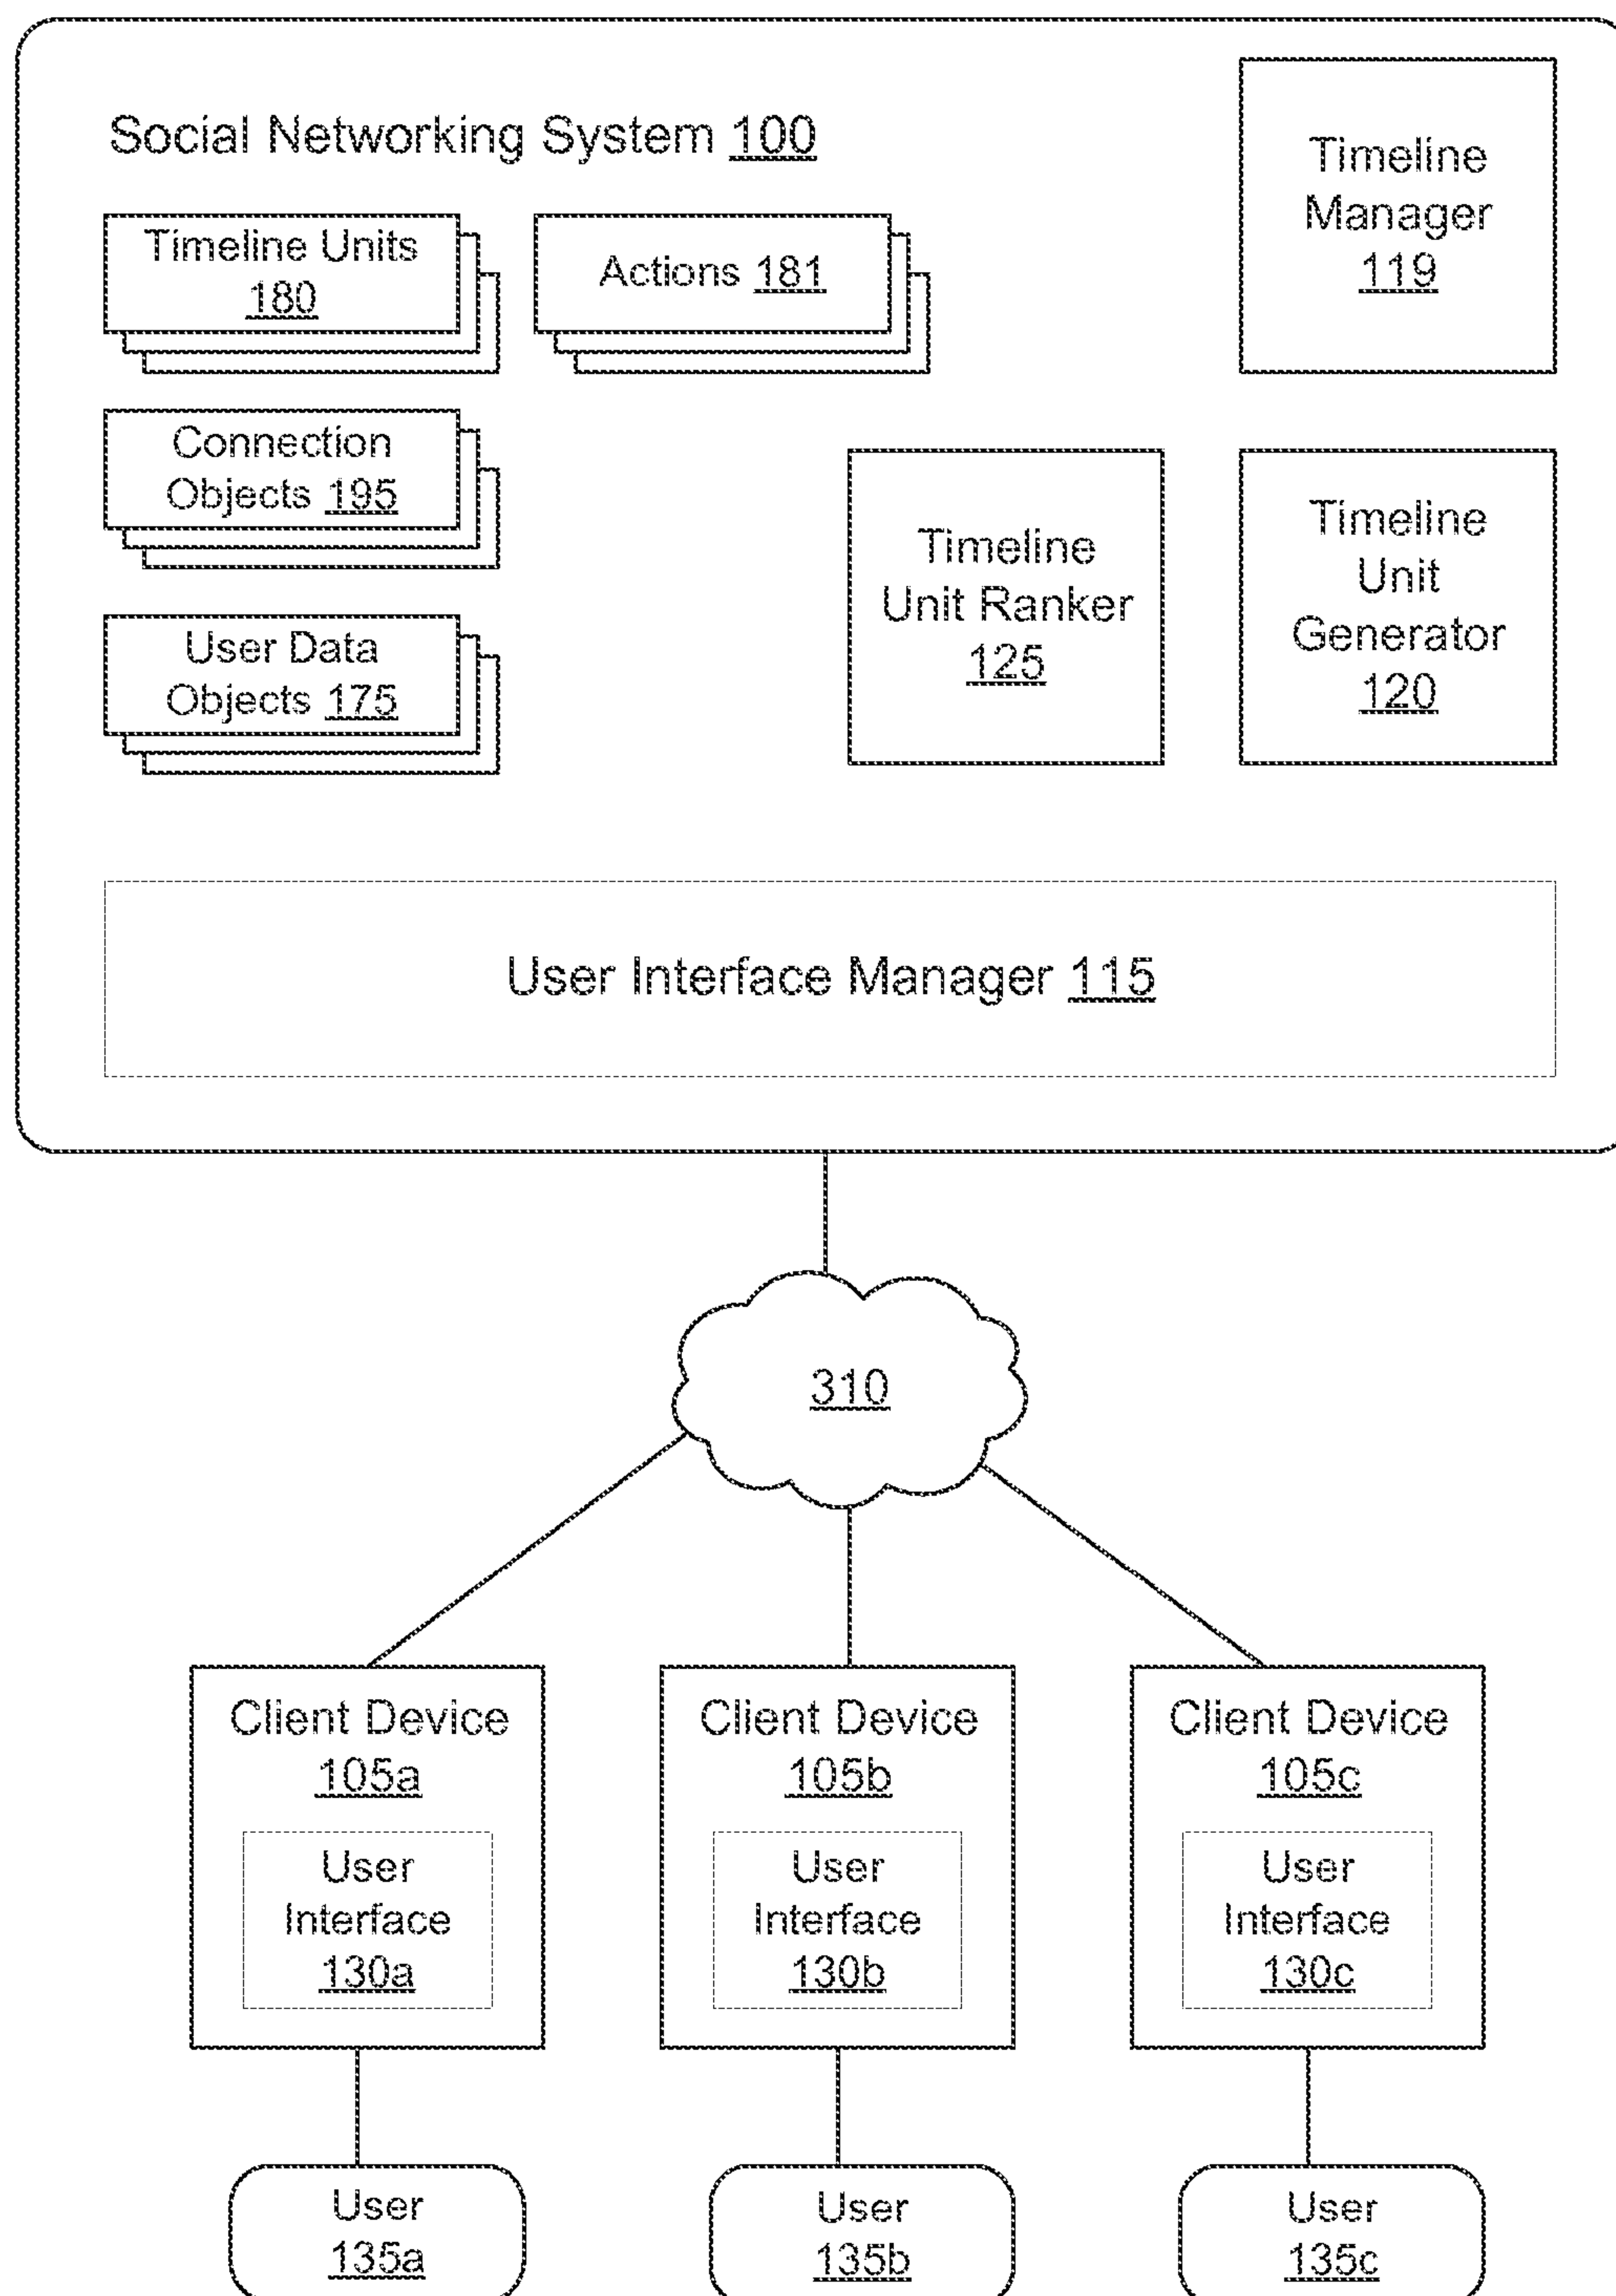 Social Networking System 100
Timeline
Manager
119
Timeline Units
180
Actions 181
Connection
Objects 195
Timeline
Unit Ranker
125
Timeline
Unit
Generator
120
User Data
Objects 175
User Interface Manager 115
310
Client Device
105a
User
Interface
130a
Client Device
105b
User
Interface
130b
Client Device
105c
User
Interface
130c
User
135a
User
135b
User
135c